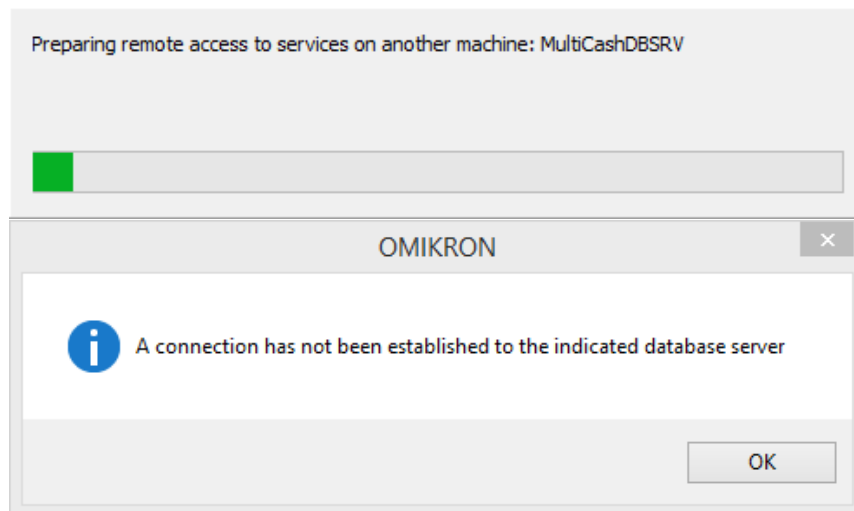 Preparing remote access to services on another machine: MultiCashDBSRV
OMIKRON
A connection has not been established to the indicated database server
OK